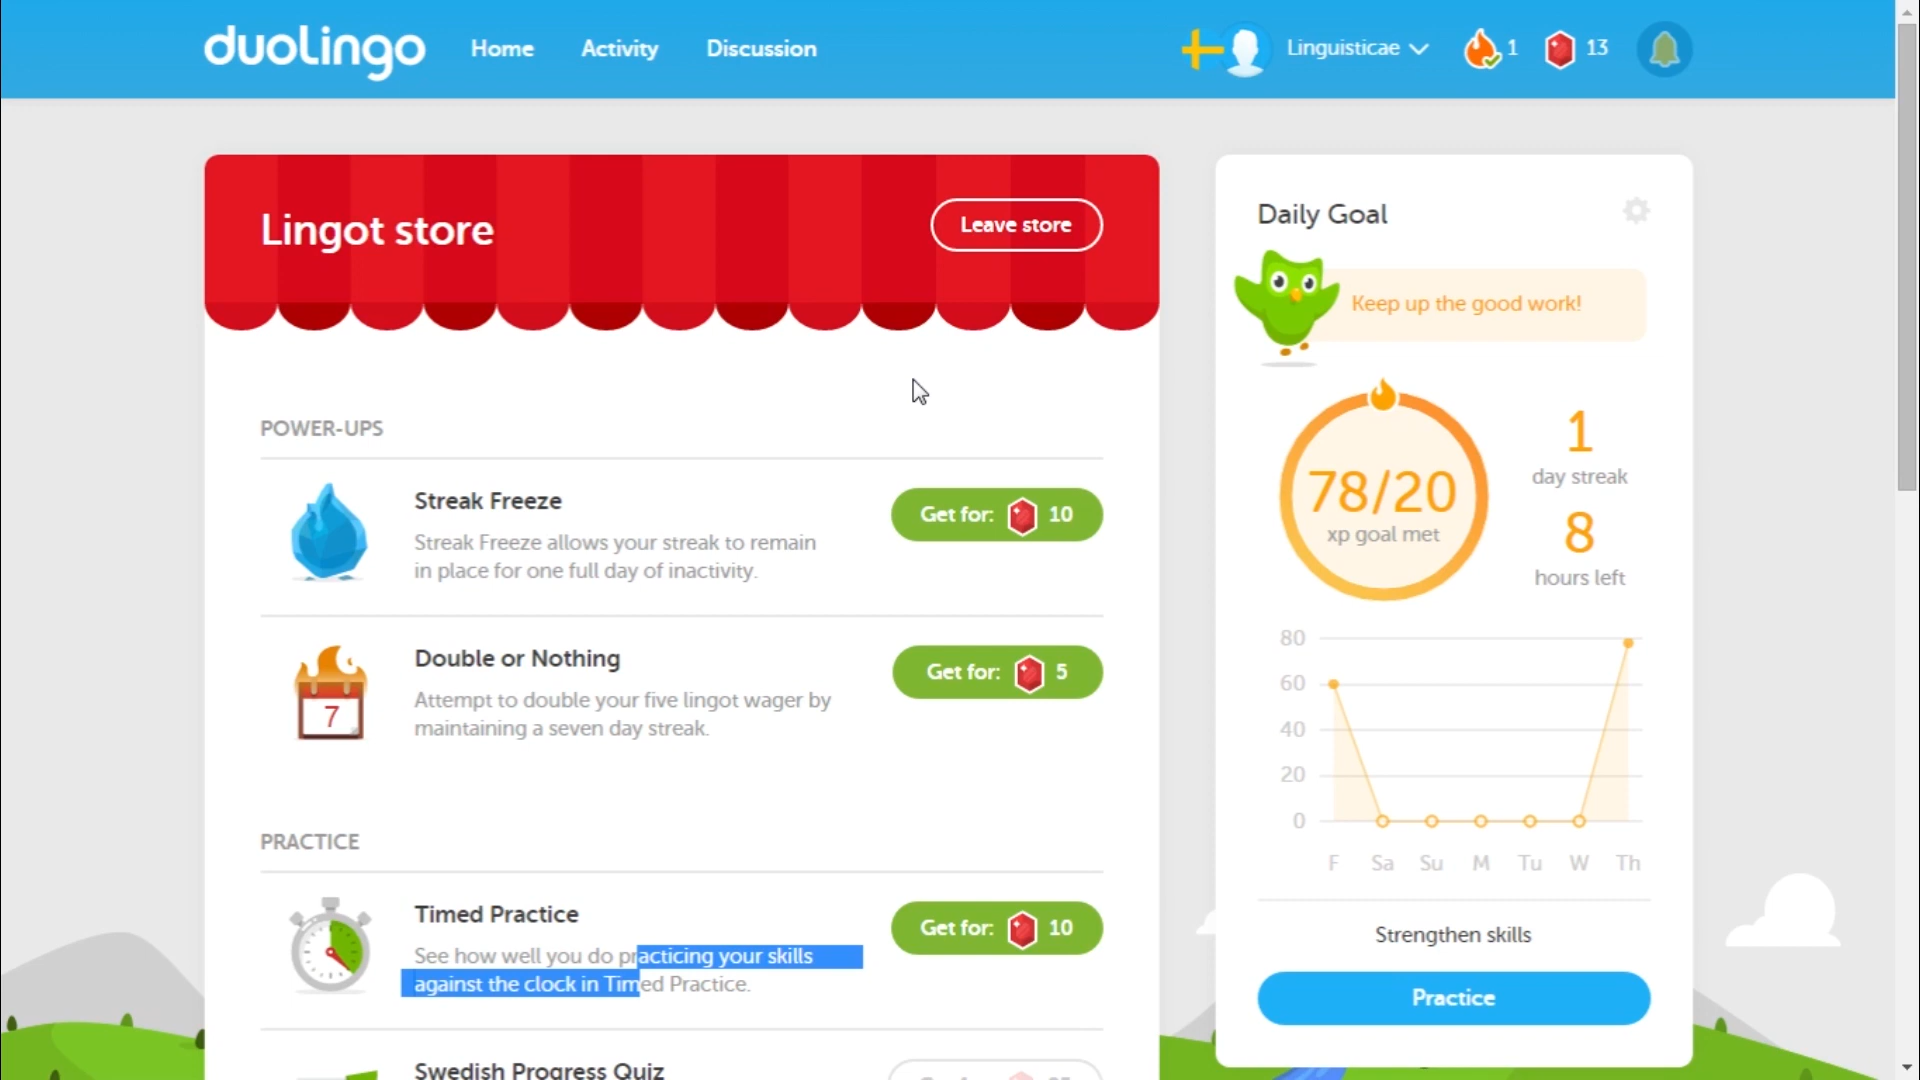 duolingo
Home Activity Discussion
Linguisticae 1 13
Lingot store
Leave store
POWER-UPS
Streak Freeze
Streak Freeze allows your streak to remain
in place for one full day of inactivity.
Get for: 10
7
Double or Nothing
Attempt to double your five lingot wager by
maintaining a seven day streak.
Get for: 5
PRACTICE
Timed Practice
See how well you do practicing your skills
against the clock in Timed Practice.
Get for: 10
Swedish Progress Quiz
Daily Goal
Keep up the good work!
78/20
xp goal met
1
day streak
8
hours left
80
60
40
20
0
F Sa Su M Tu W Th
Strengthen skills
Practice